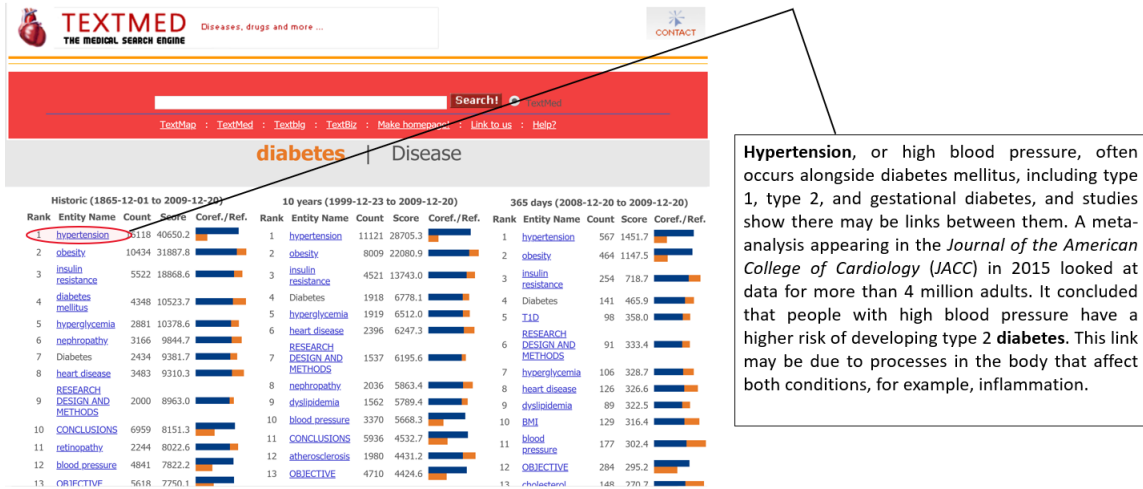 TEXTMED
THE MEDICAL SEARCH ENGINE
Diseases, drugs and more ...
CONTACT
Search! TextMed
TextMap : TextMed : Textblg : TextBiz : Make homepage! : Link to us : Help?
diabetes | Disease
Historic (1865-12-01 to 2009-12-20)
Rank Entity Name Count Score Coref./Ref.
1 hypertension 40650.2
2 obesity 10434 31887.8
3 insulin resistance 5522 18868.6
4 diabetes mellitus 4348 10523.7
5 hyperglycemia 2881 10378.6
6 nephropathy 3166 9844.7
7 Diabetes 2434 9381.7
8 heart disease 3483 9310.3
9 RESEARCH DESIGN AND METHODS 2000 8963.0
10 CONCLUSIONS 6959 8151.3
11 retinopathy 2244 8022.6
12 blood pressure 4841 7822.2
13 OBJECTIVE 5618 7750.1
10 years (1999-12-23 to 2009-12-20)
Rank Entity Name Count Score Coref./Ref.
1 hypertension 11121 28705.3
2 obesity 8009 22080.9
3 insulin resistance 4521 13743.0
4 Diabetes 1918 6778.1
5 hyperglycemia 1919 6512.0
6 heart disease 2396 6247.3
7 RESEARCH DESIGN AND METHODS 1537 6195.6
8 nephropathy 2036 5863.4
9 dyslipidemia 1562 5789.4
10 blood pressure 3370 5668.3
11 CONCLUSIONS 5936 4532.7
12 atherosclerosis 1980 4431.2
13 OBJECTIVE 4710 4424.6
365 days (2008-12-20 to 2009-12-20)
Rank Entity Name Count Score Coref./Ref.
1 hypertension 567 1451.7
2 obesity 464 1147.5
3 insulin resistance 254 718.7
4 Diabetes 141 465.9
5 T1D 98 358.0
6 RESEARCH DESIGN AND METHODS 91 333.4
7 hyperglycemia 106 328.7
8 heart disease 126 326.6
9 dyslipidemia 89 322.5
10 BMI 129 316.4
11 blood pressure 177 302.4
12 OBJECTIVE 284 295.2
13 cholesterol 148 270.7
Hypertension, or high blood pressure, often
occurs alongside diabetes mellitus, including type
1, type 2, and gestational diabetes, and studies
show there may be links between them. A meta-
analysis appearing in the Journal of the American
College of Cardiology (JACC) in 2015 looked at
data for more than 4 million adults. It concluded
that people with high blood pressure have a
higher risk of developing type 2 diabetes. This link
may be due to processes in the body that affect
both conditions, for example, inflammation.